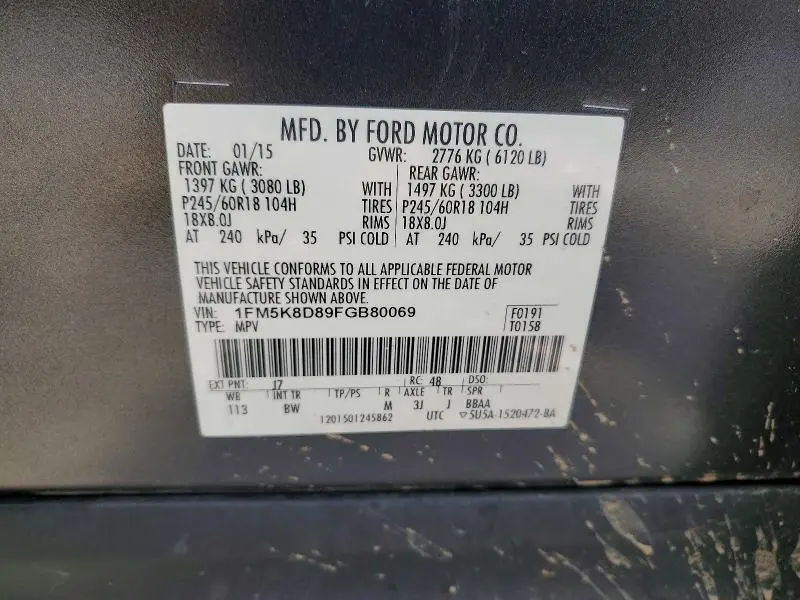 MFD. BY FORD MOTOR CO.
DATE: 01/15 GVWR: 2776 KG ( 6120 LB)
FRONT GAWR: REAR GAWR:
1397 KG ( 3080 LB) WITH 1497 KG ( 3300 LB) WITH
P245/60R18 104H TIRES P245/60R18 104H TIRES
18X8.0J RIMS 18X8.0J RIMS
AT 240 kPa/ 35 PSI COLD AT 240 kPa/ 35 PSI COLD
THIS VEHICLE CONFORMS TO ALL APPLICABLE FEDERAL MOTOR
VEHICLE SAFETY STANDARDS IN EFFECT ON THE DATE OF
MANUFACTURE SHOWN ABOVE.
VIN: 1FM5K8D89FGB80069 F0191
TYPE: MPV T0158
EXT PNT: J7 RC: 48 DSO:
WB INT TR TP/PS R AXLE TR SPR
113 BW M 3J J BBAA
1201501245862 UTC ▽5U5A-1520472-BA